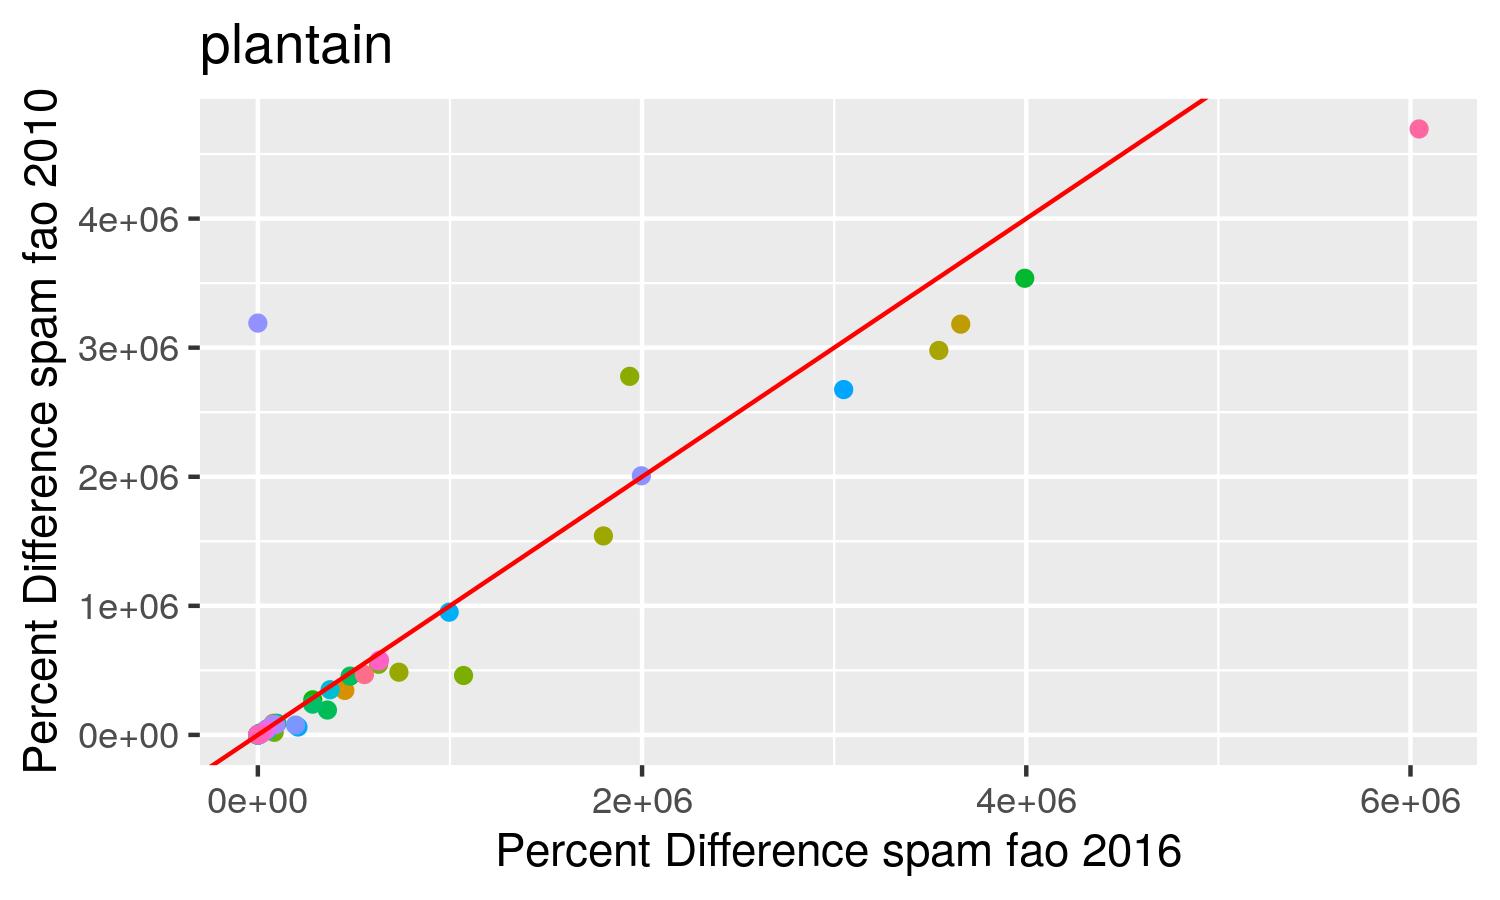 plantain
Percent Difference spam fao 2010
4e+06
3e+06
2e+06
1e+06
0e+00
0e+00 2e+06 4e+06 6e+06
Percent Difference spam fao 2016